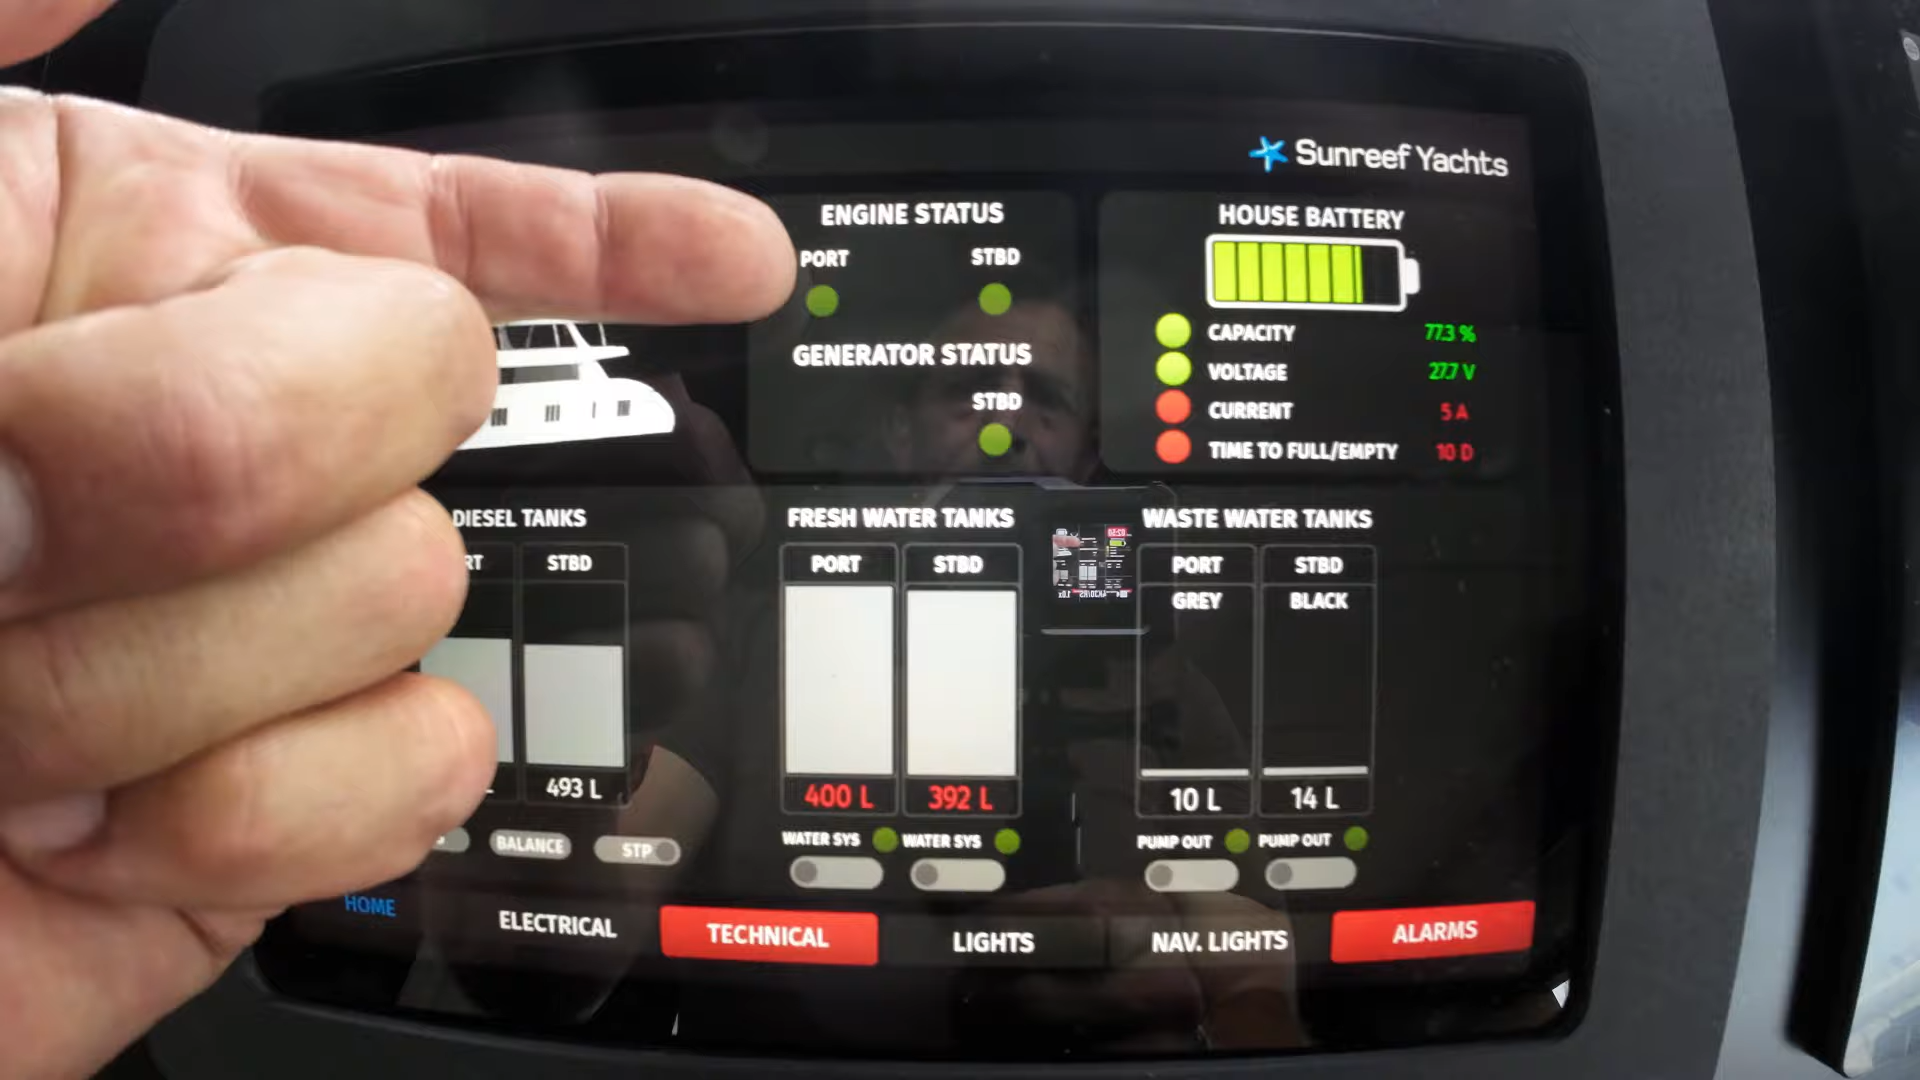 Sunreef Yachts
ENGINE STATUS
PORT STBD
GENERATOR STATUS
STBD
HOUSE BATTERY
CAPACITY 77.3 %
VOLTAGE 27.7 V
CURRENT 5 A
TIME TO FULL/EMPTY 10 D
DIESEL TANKS
STBD
493 L
BALANCE STP
FRESH WATER TANKS
PORT STBD
400 L 392 L
WATER SYS WATER SYS
WASTE WATER TANKS
PORT STBD
GREY BLACK
10 L 14 L
PUMP OUT PUMP OUT
HOME ELECTRICAL TECHNICAL LIGHTS NAV. LIGHTS ALARMS